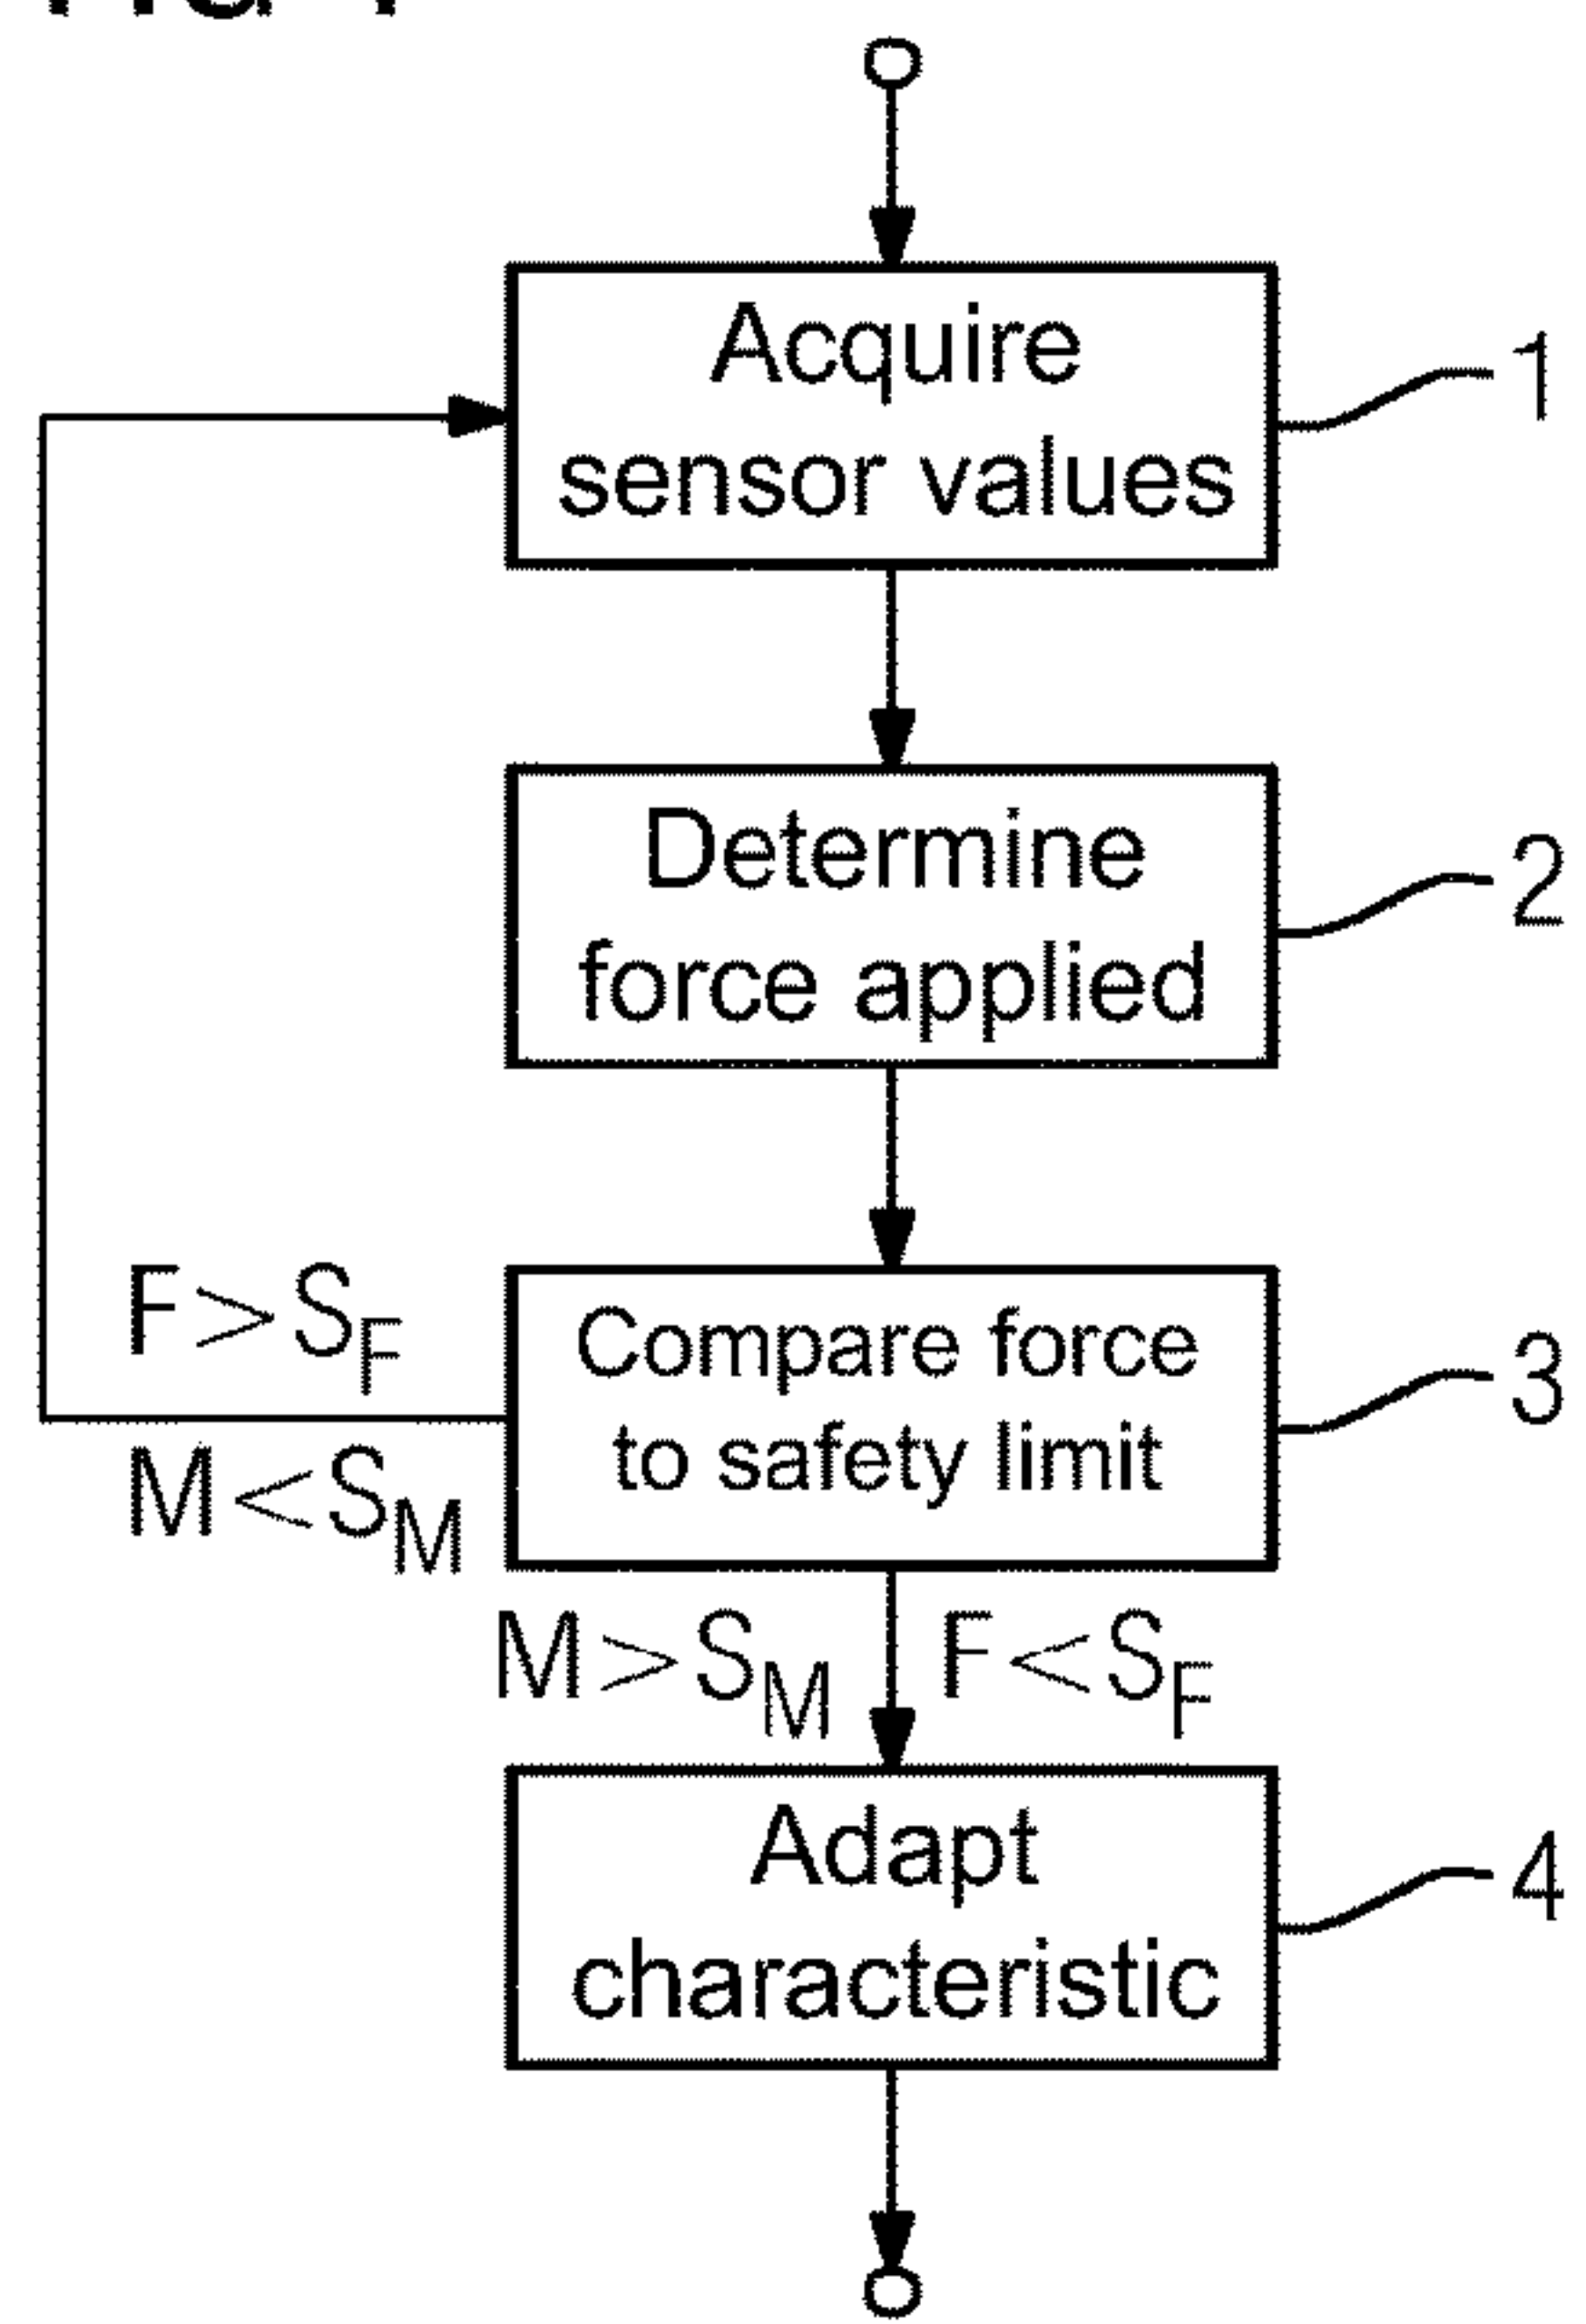 Acquire
sensor values
1
Determine
force applied
2
F>S_F
Compare force
to safety limit
3
M<S_M
M>S_M F<S_F
Adapt
characteristic
4